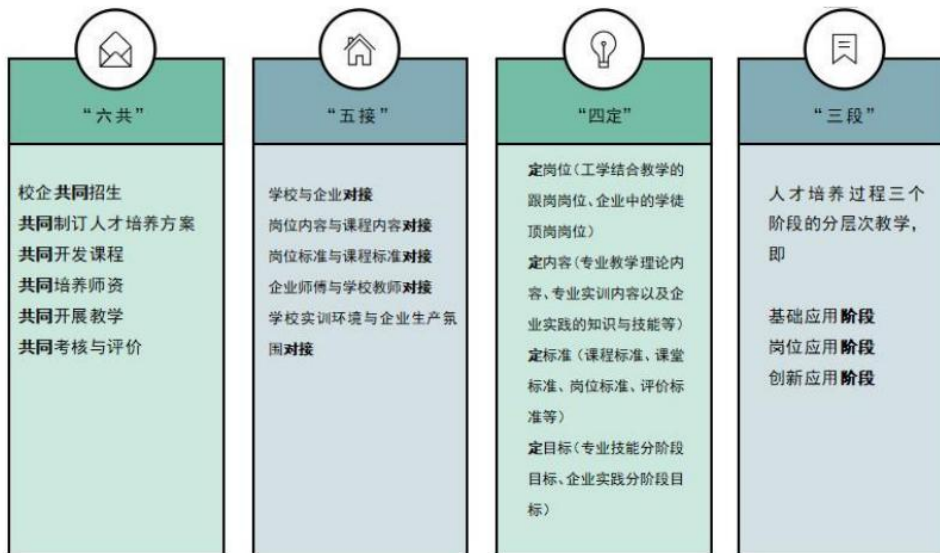 “六共”
校企共同招生
共同制订人才培养方案
共同开发课程
共同培养师资
共同开展教学
共同考核与评价
“五接”
学校与企业对接
岗位内容与课程内容对接
岗位标准与课程标准对接
企业师傅与学校教师对接
学校实训环境与企业生产氛
围对接
“四定”
定岗位（工学结合教学的
跟岗岗位、企业中的学徒
顶岗岗位）
定内容（专业教学理论内
容、专业实训内容以及企
业实践的知识与技能等）
定标准（课程标准、课堂
标准、岗位标准、评价标
准等）
定目标（专业技能分阶段
目标、企业实践分阶段目
标）
“三段”
人才培养过程三个
阶段的分层次教学，
即
基础应用阶段
岗位应用阶段
创新应用阶段